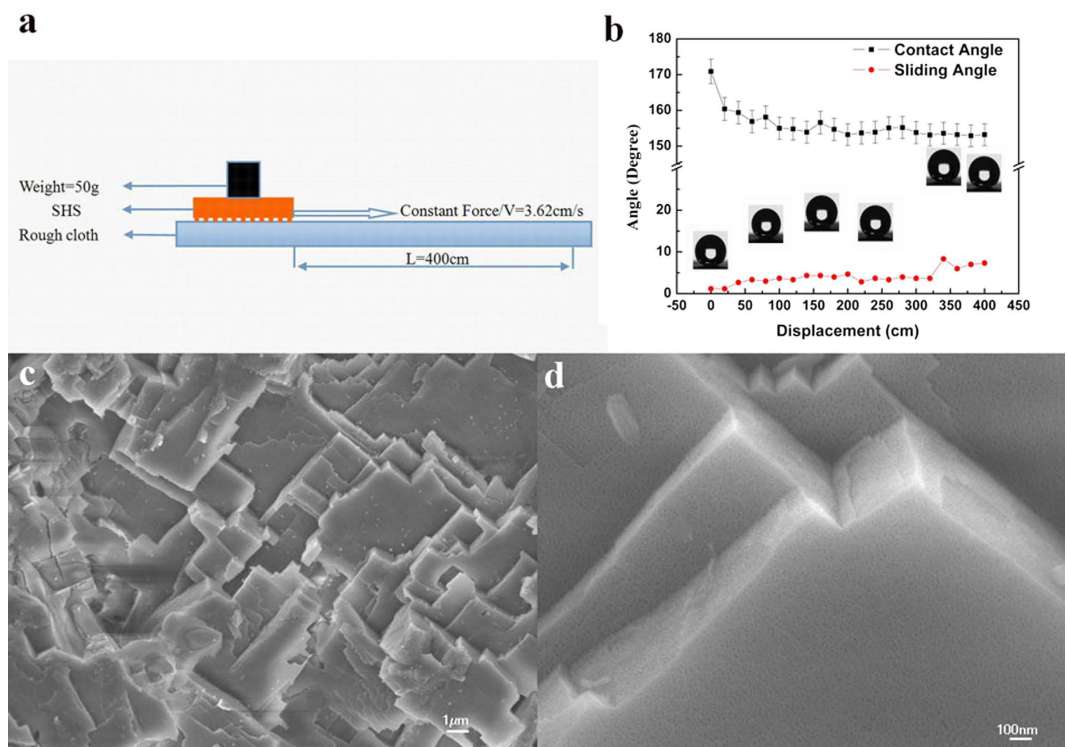 a
Weight=50g
SHS
Constant Force/V=3.62cm/s
Rough cloth
L=400cm
b
Contact Angle
Sliding Angle
180
170
160
150
20
10
0
Angle (Degree)
-50
0
50
100
150
200
250
300
350
400
450
Displacement (cm)
c
1μm
d
100nm